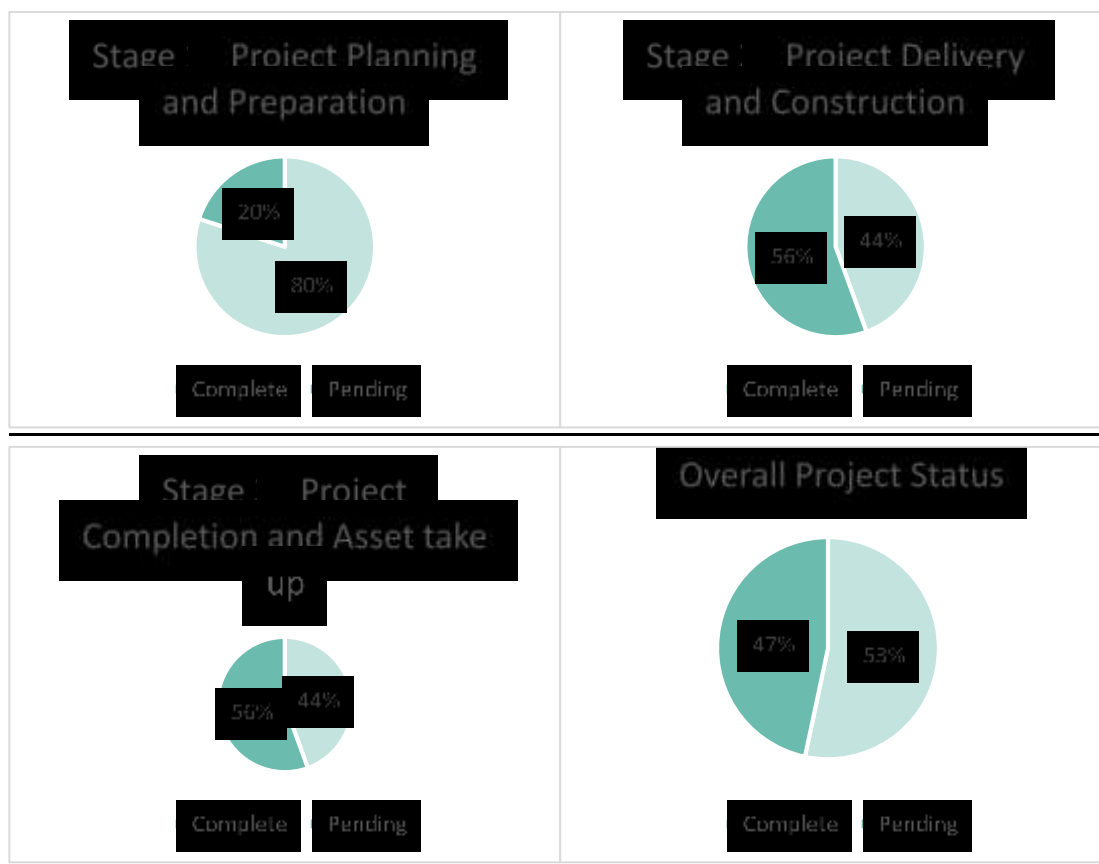 Stage Project Planning
and Preparation
20%
80%
Complete Pending
Stage Project Delivery
and Construction
56%
44%
Complete Pending
Stage Project
Completion and Asset take
up
56%
44%
Complete Pending
Overall Project Status
47%
53%
Complete Pending